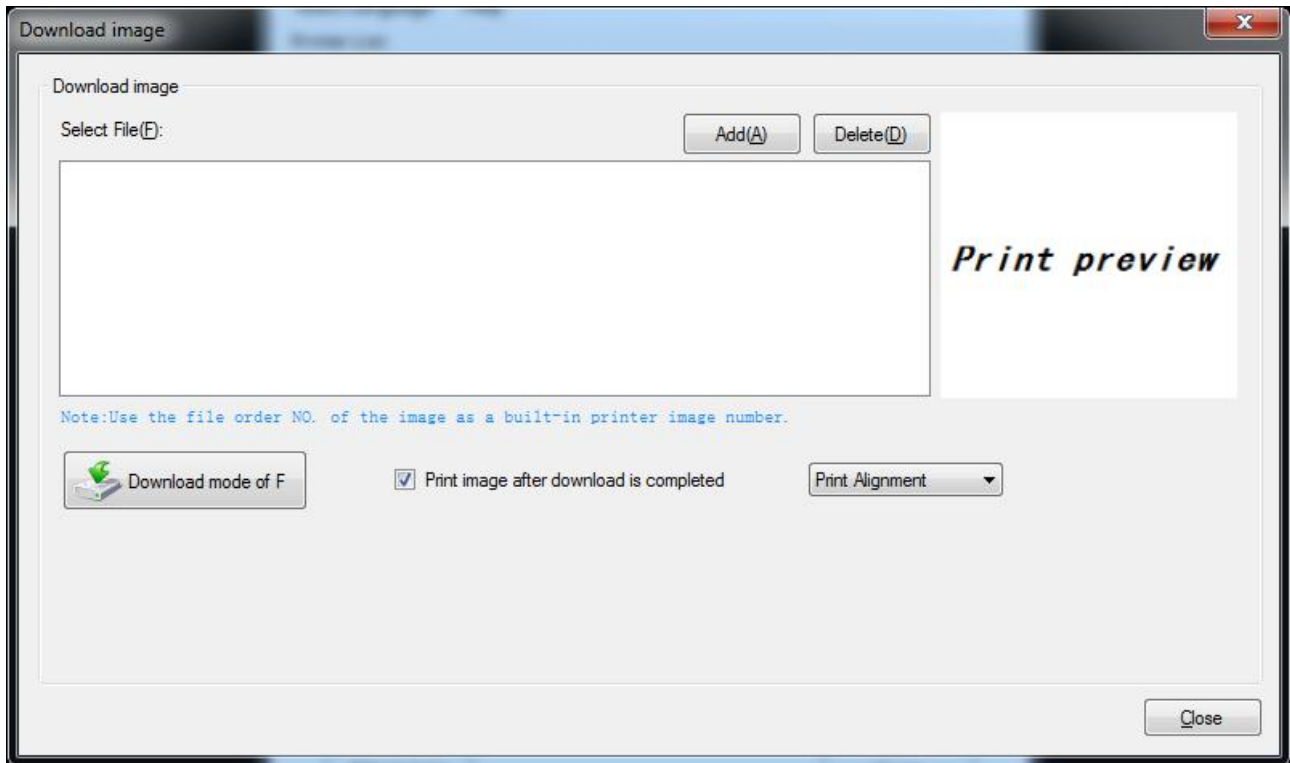 Download image
Download image
Select File(F):
Add(A)
Delete(D)
Print preview
Note:Use the file order NO. of the image as a built-in printer image number.
Download mode of F
Print image after download is completed
Print Alignment
Close